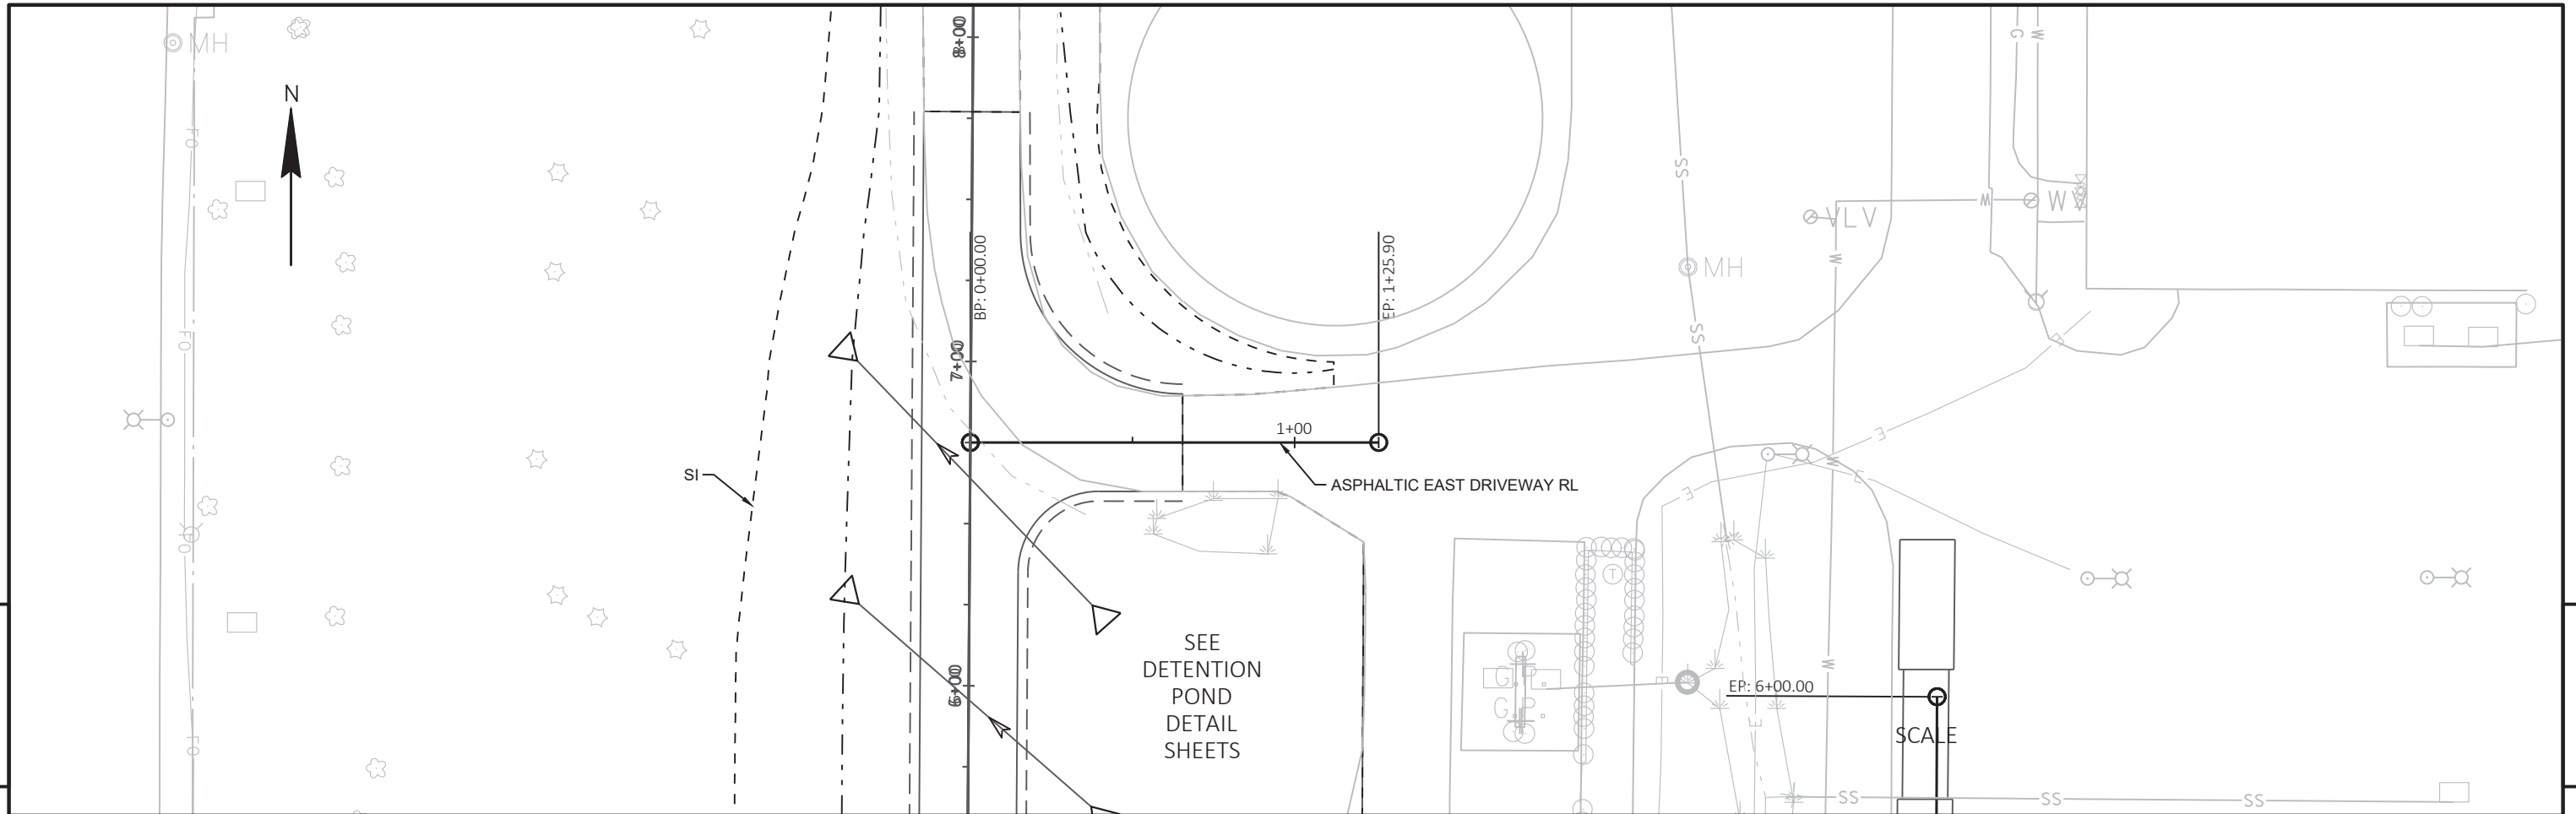 8+00
G
W
MH
N
FO
SS
W
WV
VLV
BP: 0+00.00
EP: 1+25.90
W
MH
FO
SS
7+00
E
1+00
E
W
SI
ASPHALTIC EAST DRIVEWAY RL
E
E
FO
T
SEE
DETENTION
POND
DETAIL
SHEETS
W
6+00
G.P.
G.P.
E
EP: 6+00.00
E
SCALE
FO
SS
SS
SS